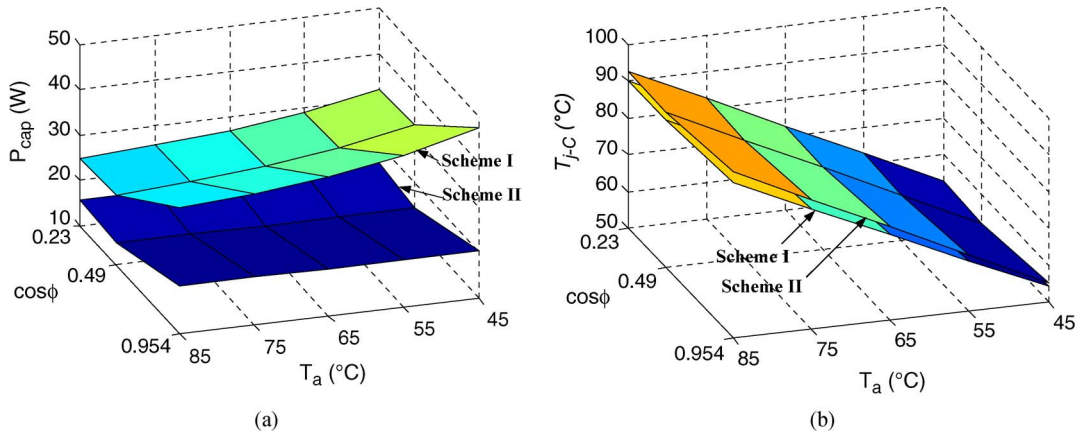 50
40
30
20
10
P_cap (W)
0.23
0.49
0.954
cosϕ
85
75
65
55
45
T_a (°C)
Scheme I
Scheme II
(a)
100
90
80
70
60
50
T_j-C (°C)
0.23
0.49
0.954
cosϕ
85
75
65
55
45
T_a (°C)
Scheme I
Scheme II
(b)